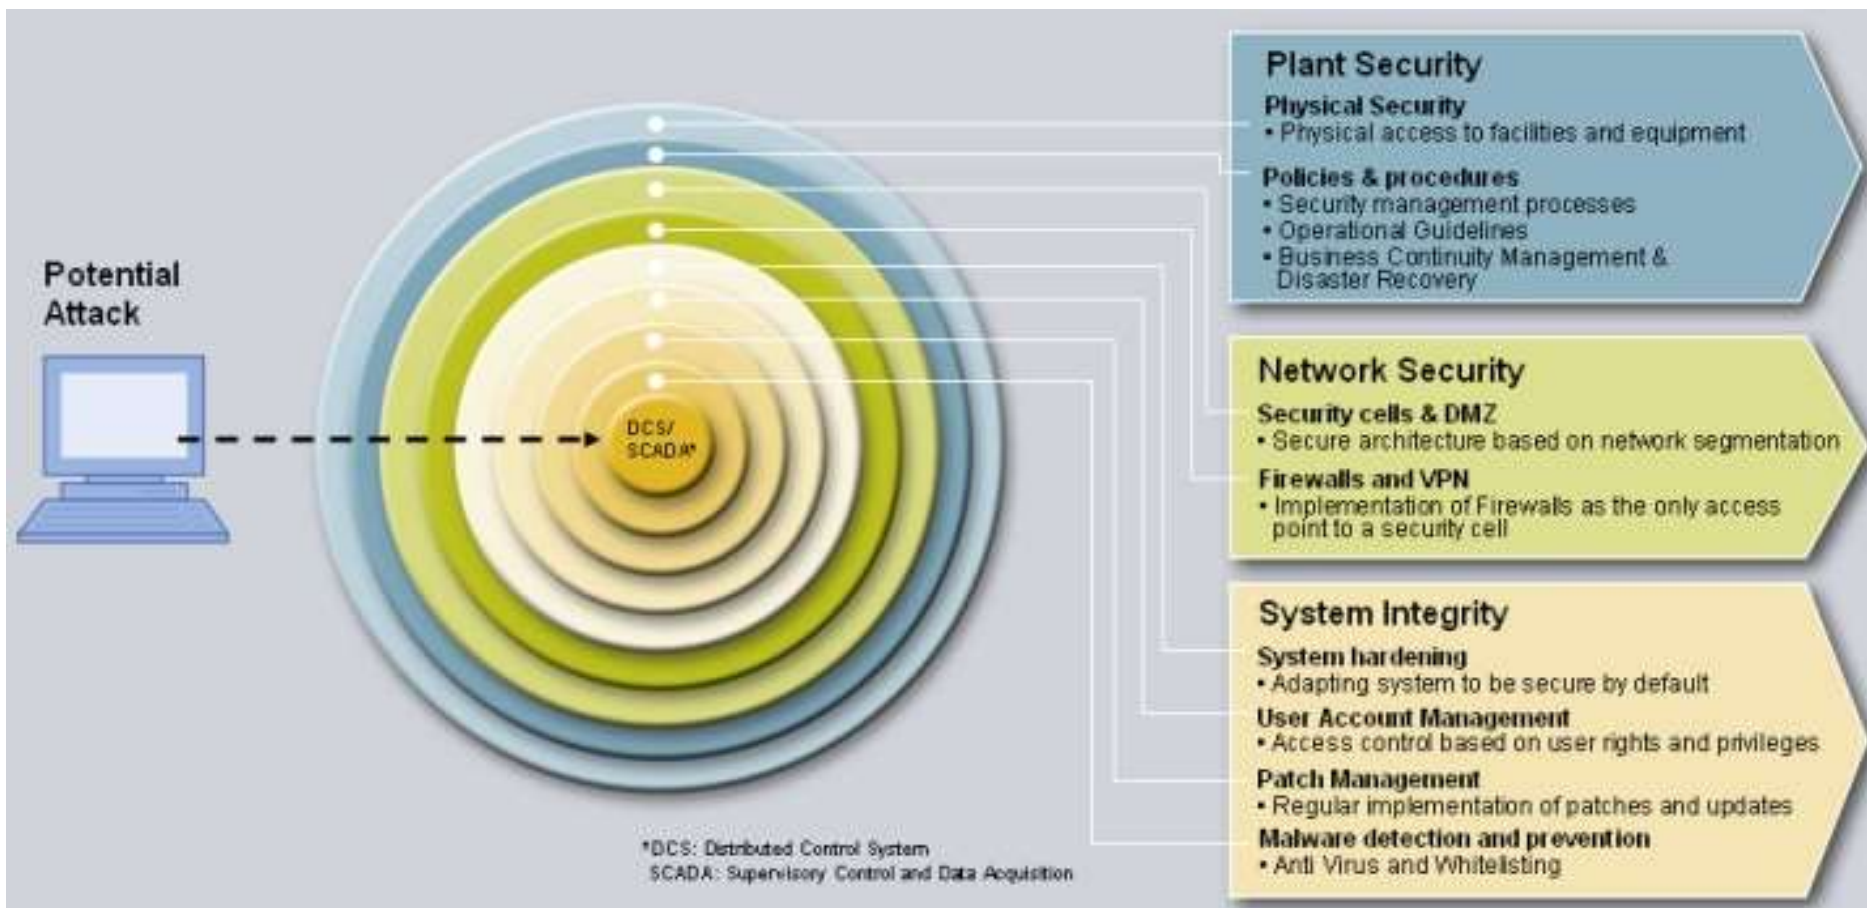 Potential
Attack
DCS/
SCADA*
*DCS: Distributed Control System
SCADA: Supervisory Control and Data Acquisition
Plant Security
Physical Security
• Physical access to facilities and equipment
Policies & procedures
• Security management processes
• Operational Guidelines
• Business Continuity Management &
Disaster Recovery
Network Security
Security cells & DMZ
• Secure architecture based on network segmentation
Firewalls and VPN
• Implementation of Firewalls as the only access
point to a security cell
System Integrity
System hardening
• Adapting system to be secure by default
User Account Management
• Access control based on user rights and privileges
Patch Management
• Regular implementation of patches and updates
Malware detection and prevention
• Anti Virus and Whitelisting